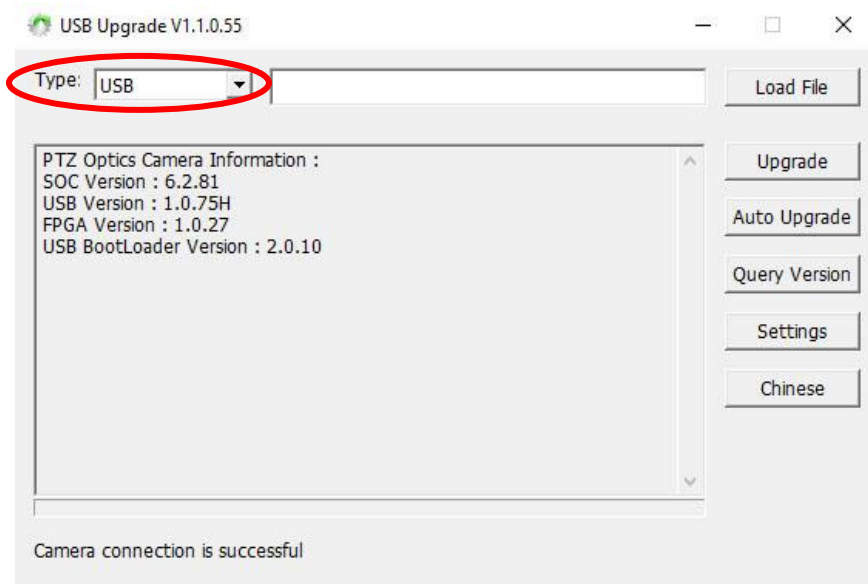 USB Upgrade V1.1.0.55
Type: USB
Load File
PTZ Optics Camera Information :
SOC Version : 6.2.81
USB Version : 1.0.75H
FPGA Version : 1.0.27
USB BootLoader Version : 2.0.10
Upgrade
Auto Upgrade
Query Version
Settings
Chinese
Camera connection is successful